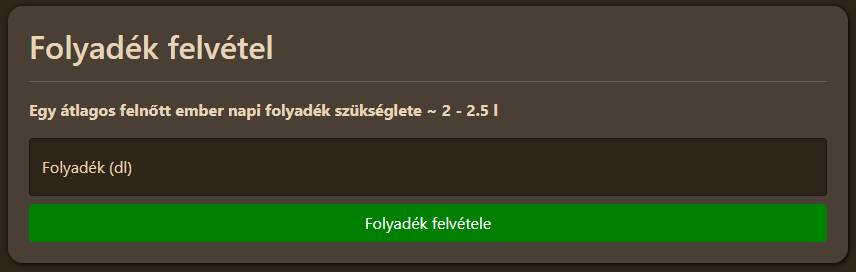 Folyadék felvétel
Egy átlagos felnőtt ember napi folyadék szükséglete ~ 2 - 2.5 l
Folyadék (dl)
Folyadék felvétele